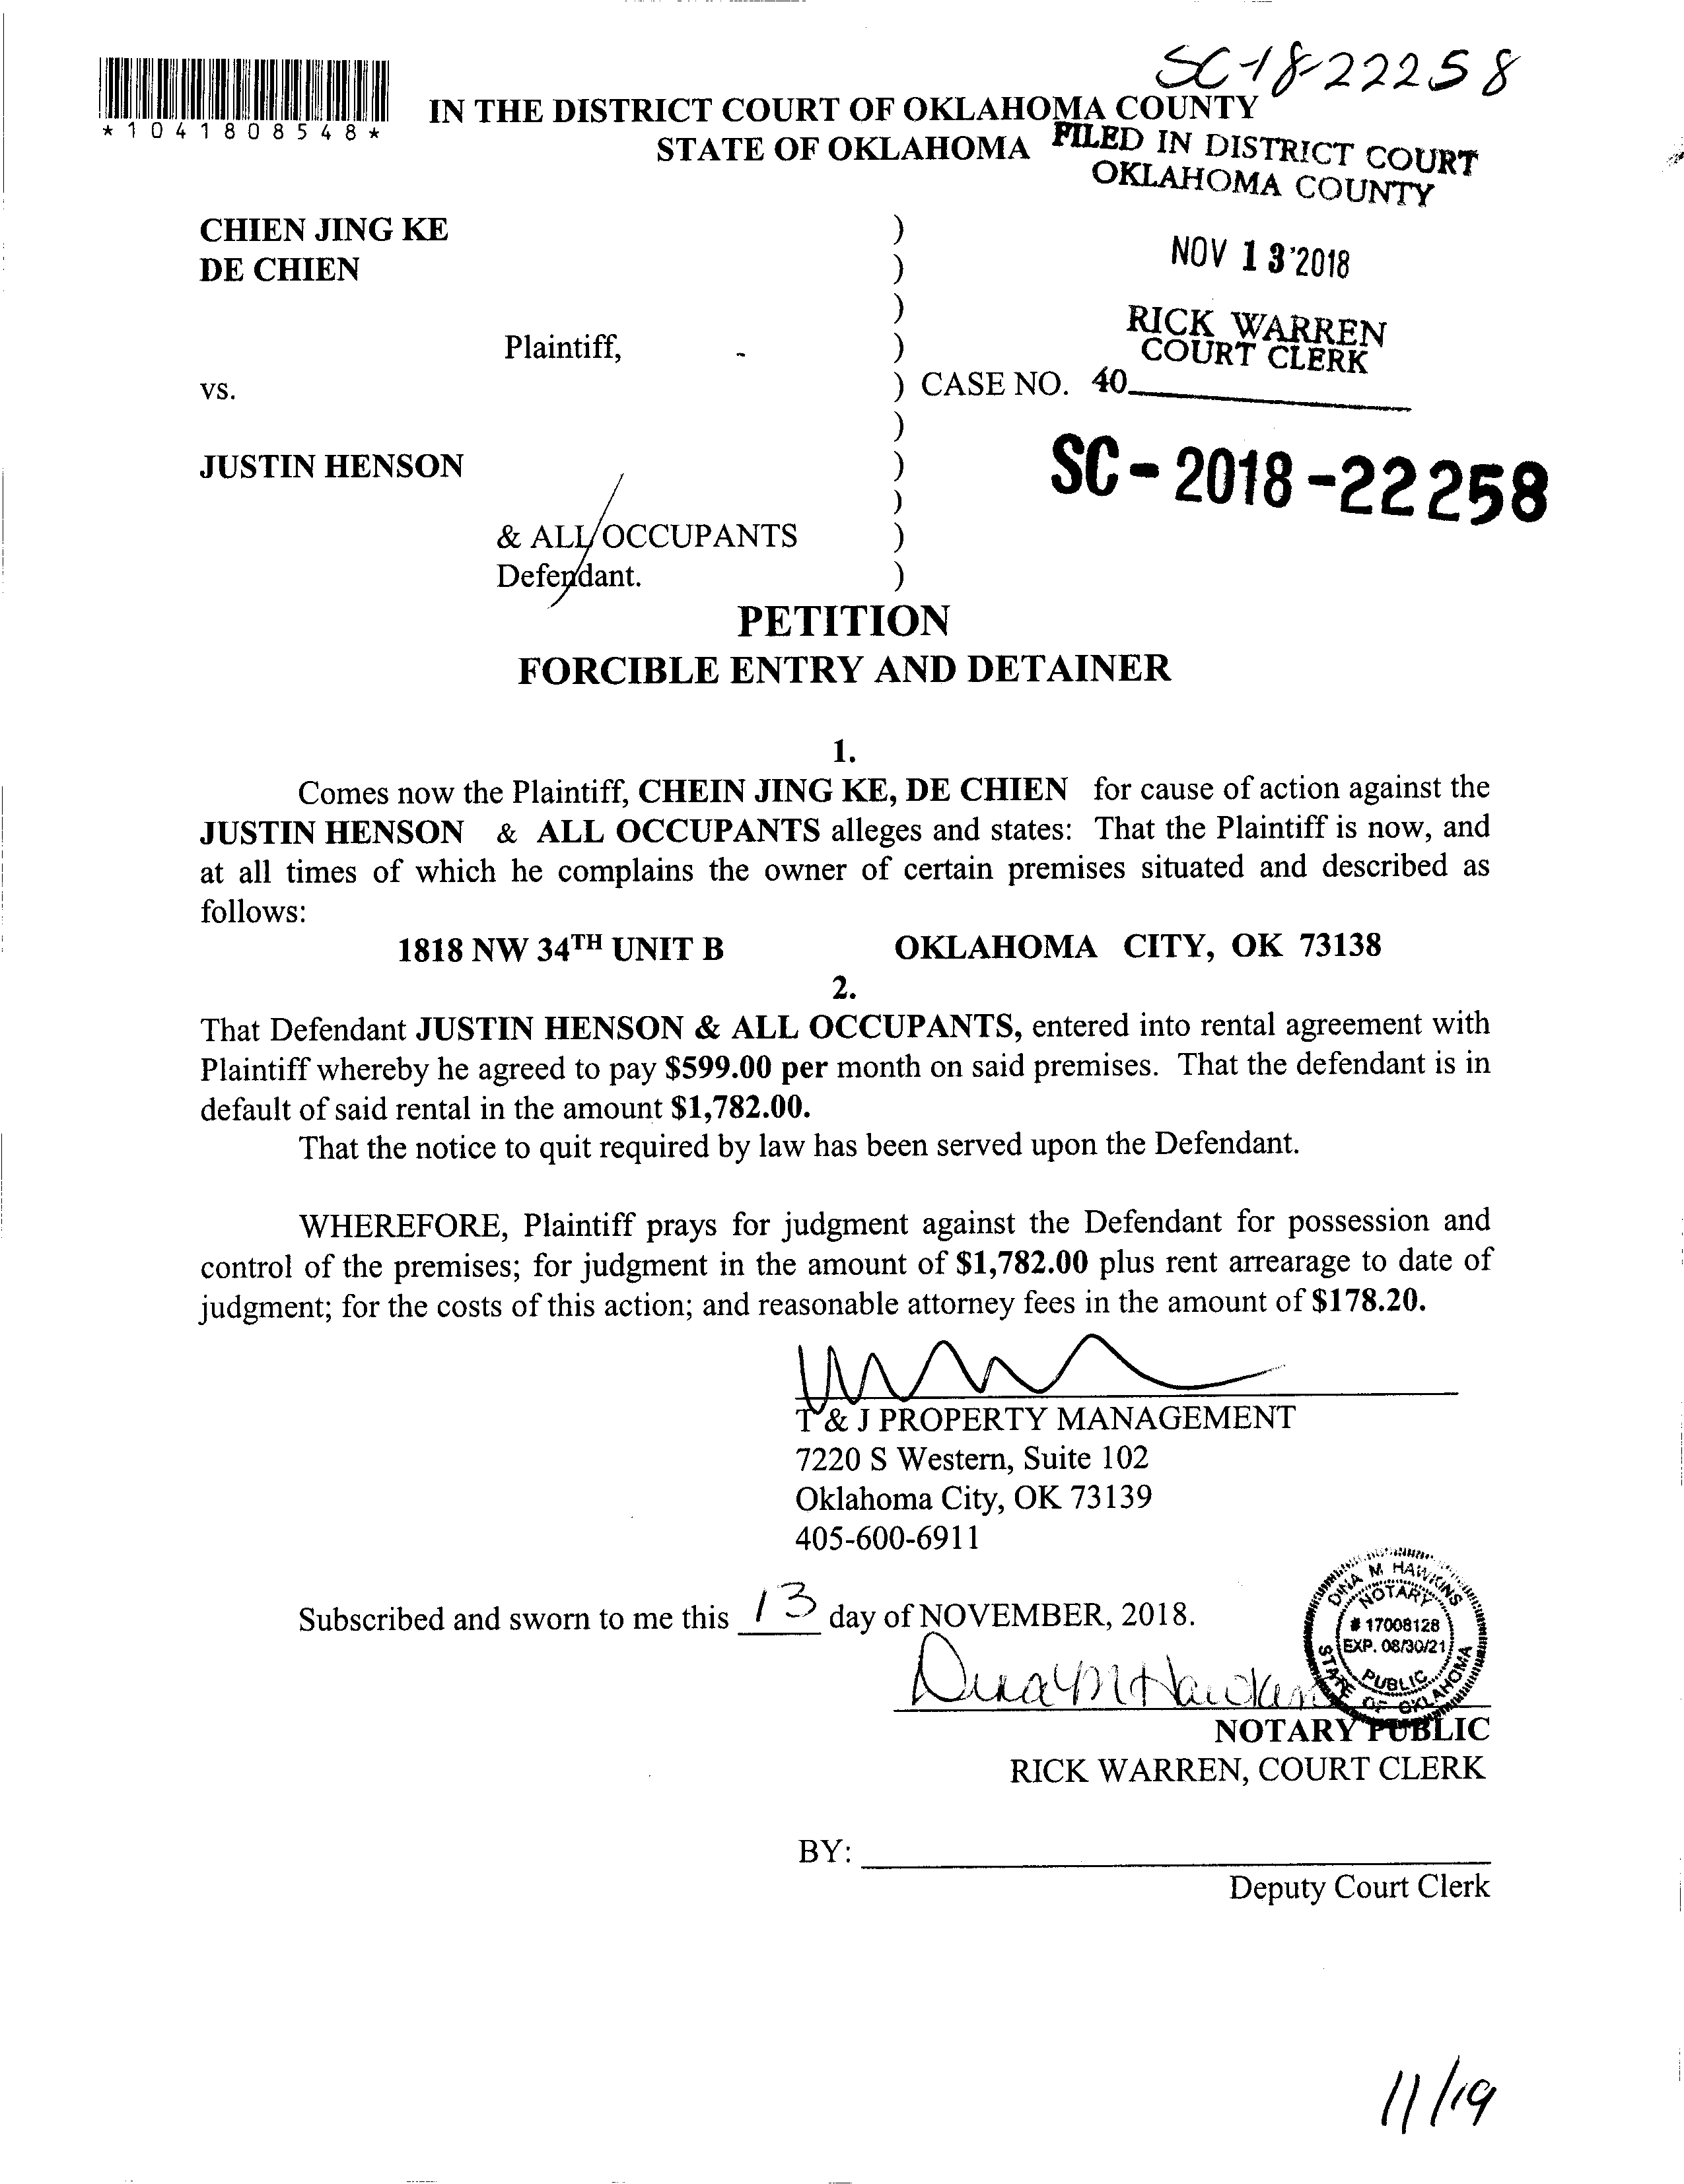 SC-18-22258
*1041808548*
IN THE DISTRICT COURT OF OKLAHOMA COUNTY
STATE OF OKLAHOMA
FILED IN DISTRICT COURT
OKLAHOMA COUNTY
CHIEN JING KE )
DE CHIEN )
NOV 13 2018
)
RICK WARREN
COURT CLERK
Plaintiff, )
vs. ) CASE NO. 40
)
JUSTIN HENSON )
SC-2018-22258
)
& ALL OCCUPANTS )
Defendant. )
PETITION
FORCIBLE ENTRY AND DETAINER
1.
Comes now the Plaintiff, CHEIN JING KE, DE CHIEN for cause of action against the
JUSTIN HENSON & ALL OCCUPANTS alleges and states: That the Plaintiff is now, and
at all times of which he complains the owner of certain premises situated and described as
follows:
1818 NW 34TH UNIT B OKLAHOMA CITY, OK 73138
2.
That Defendant JUSTIN HENSON & ALL OCCUPANTS, entered into rental agreement with
Plaintiff whereby he agreed to pay $599.00 per month on said premises. That the defendant is in
default of said rental in the amount $1,782.00.
That the notice to quit required by law has been served upon the Defendant.
WHEREFORE, Plaintiff prays for judgment against the Defendant for possession and
control of the premises; for judgment in the amount of $1,782.00 plus rent arrearage to date of
judgment; for the costs of this action; and reasonable attorney fees in the amount of $178.20.
T & J PROPERTY MANAGEMENT
7220 S Western, Suite 102
Oklahoma City, OK 73139
405-600-6911
Subscribed and sworn to me this 13 day of NOVEMBER, 2018.
Dina M Hawkins
DINA M HAWKINS
NOTARY
# 17008128
EXP. 08/30/21
PUBLIC
STATE OF OKLAHOMA
NOTARY PUBLIC
RICK WARREN, COURT CLERK
BY:
Deputy Court Clerk
11/19